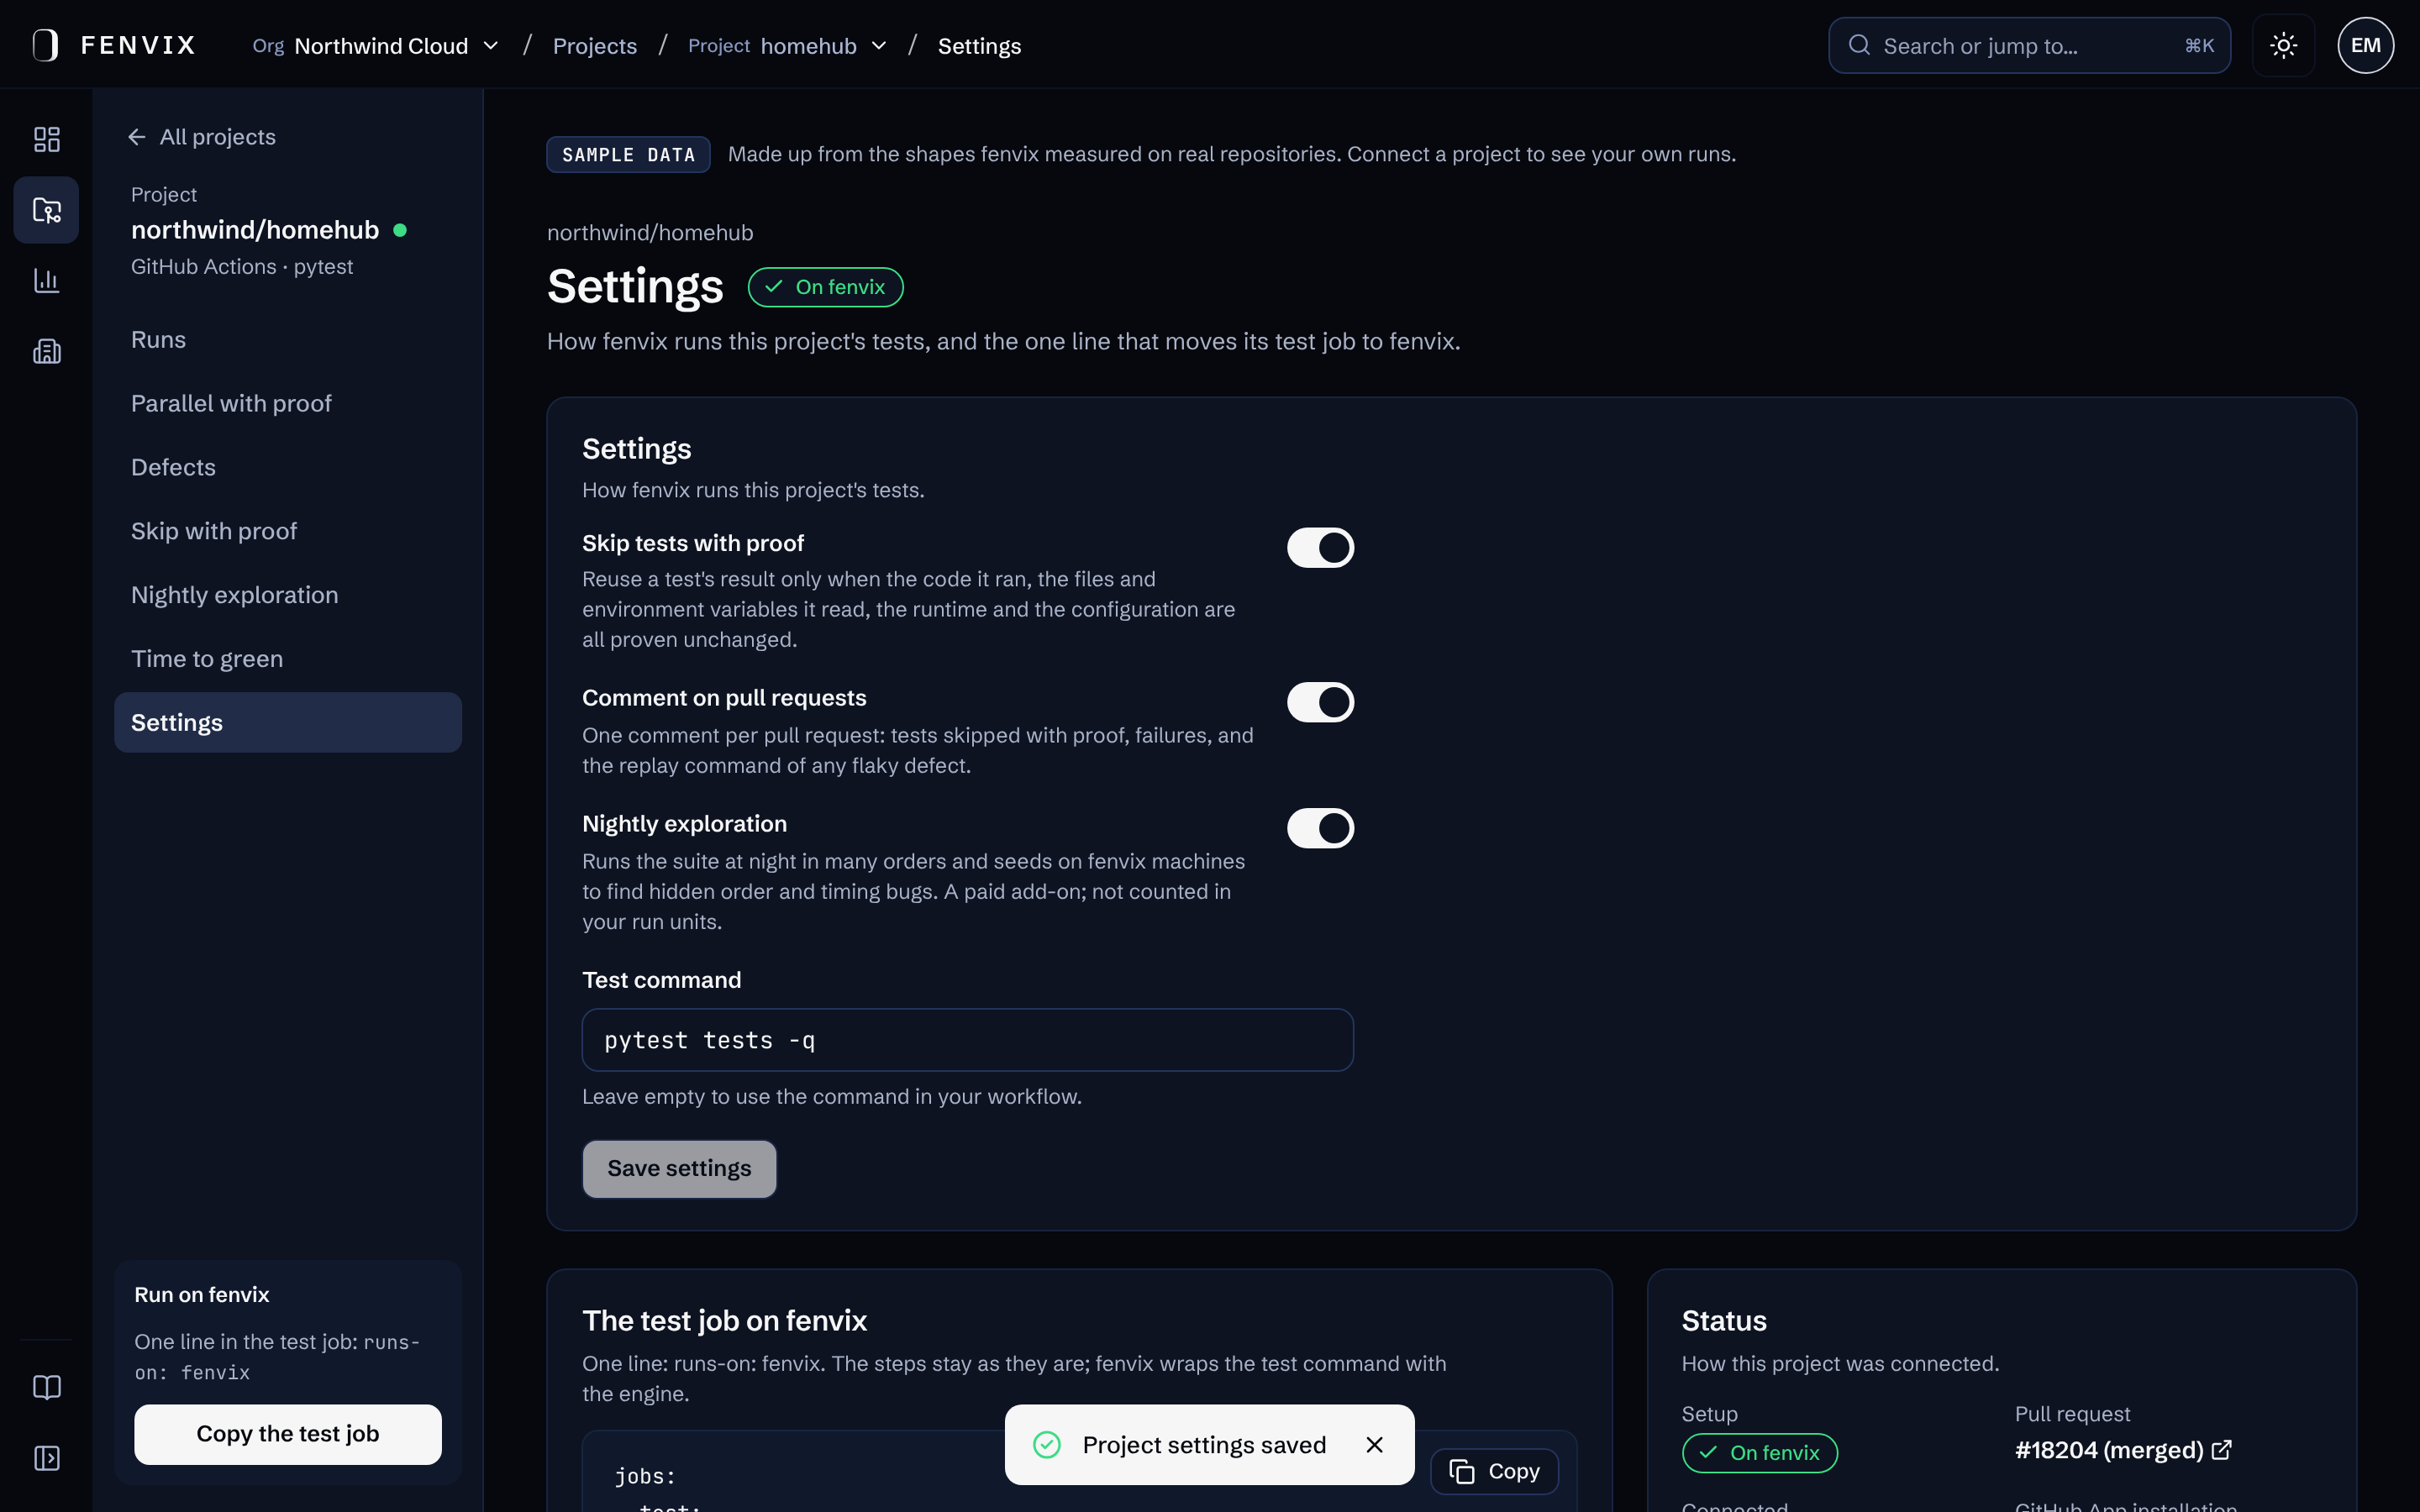 FENVIX
Org Northwind Cloud / Projects / Project homehub / Settings
Search or jump to... ⌘K
EM
All projects
Project
northwind/homehub
GitHub Actions · pytest
Runs
Parallel with proof
Defects
Skip with proof
Nightly exploration
Time to green
Settings
Run on fenvix
One line in the test job: runs-
on: fenvix
Copy the test job
SAMPLE DATA
Made up from the shapes fenvix measured on real repositories. Connect a project to see your own runs.
northwind/homehub
Settings
On fenvix
How fenvix runs this project's tests, and the one line that moves its test job to fenvix.
Settings
How fenvix runs this project's tests.
Skip tests with proof
Reuse a test's result only when the code it ran, the files and
environment variables it read, the runtime and the configuration are
all proven unchanged.
Comment on pull requests
One comment per pull request: tests skipped with proof, failures, and
the replay command of any flaky defect.
Nightly exploration
Runs the suite at night in many orders and seeds on fenvix machines
to find hidden order and timing bugs. A paid add-on; not counted in
your run units.
Test command
pytest tests -q
Leave empty to use the command in your workflow.
Save settings
The test job on fenvix
One line: runs-on: fenvix. The steps stay as they are; fenvix wraps the test command with
the engine.
jobs:
test:
Copy
Project settings saved
Status
How this project was connected.
Setup
On fenvix
Pull request
#18204 (merged)
Connected
GitHub App installation